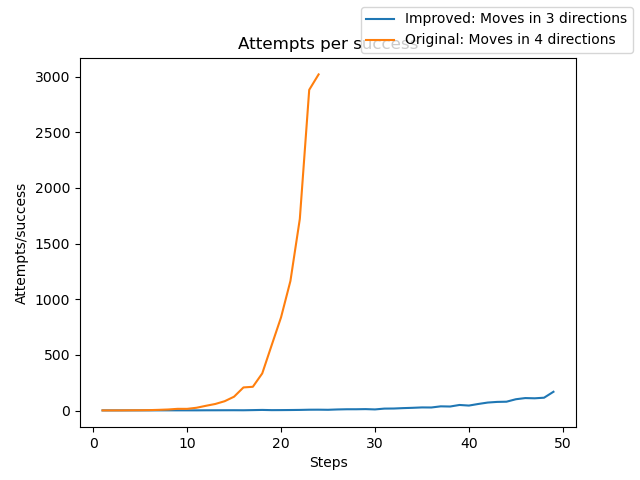 Improved: Moves in 3 directions
Original: Moves in 4 directions
Attempts per success
3000
2500
2000
1500
1000
500
0
Attempts/success
0 10 20 30 40 50
Steps